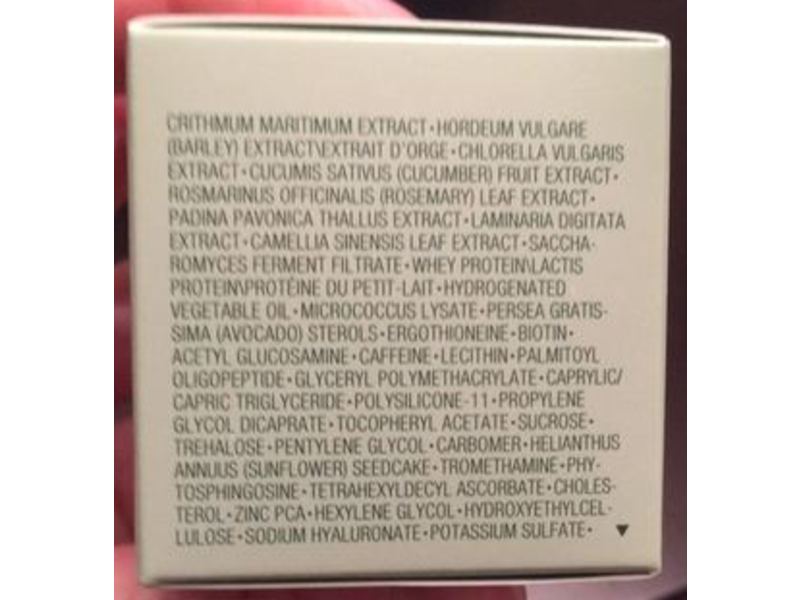 CRITHMUM MARITIMUM EXTRACT•HORDEUM VULGARE
(BARLEY) EXTRACT\EXTRAIT D'ORGE•CHLORELLA VULGARIS
EXTRACT•CUCUMIS SATIVUS (CUCUMBER) FRUIT EXTRACT•
ROSMARINUS OFFICINALIS (ROSEMARY) LEAF EXTRACT•
PADINA PAVONICA THALLUS EXTRACT•LAMINARIA DIGITATA
EXTRACT•CAMELLIA SINENSIS LEAF EXTRACT•SACCHA-
ROMYCES FERMENT FILTRATE•WHEY PROTEIN\LACTIS
PROTEIN\PROTÉINE DU PETIT-LAIT•HYDROGENATED
VEGETABLE OIL•MICROCOCCUS LYSATE•PERSEA GRATIS-
SIMA (AVOCADO) STEROLS•ERGOTHIONEINE•BIOTIN•
ACETYL GLUCOSAMINE•CAFFEINE•LECITHIN•PALMITOYL
OLIGOPEPTIDE•GLYCERYL POLYMETHACRYLATE•CAPRYLIC/
CAPRIC TRIGLYCERIDE•POLYSILICONE-11•PROPYLENE
GLYCOL DICAPRATE•TOCOPHERYL ACETATE•SUCROSE•
TREHALOSE•PENTYLENE GLYCOL•CARBOMER•HELIANTHUS
ANNUUS (SUNFLOWER) SEEDCAKE•TROMETHAMINE•PHY-
TOSPHINGOSINE•TETRAHEXYLDECYL ASCORBATE•CHOLES-
TEROL•ZINC PCA•HEXYLENE GLYCOL•HYDROXYETHYLCEL-
LULOSE•SODIUM HYALURONATE•POTASSIUM SULFATE• ▼